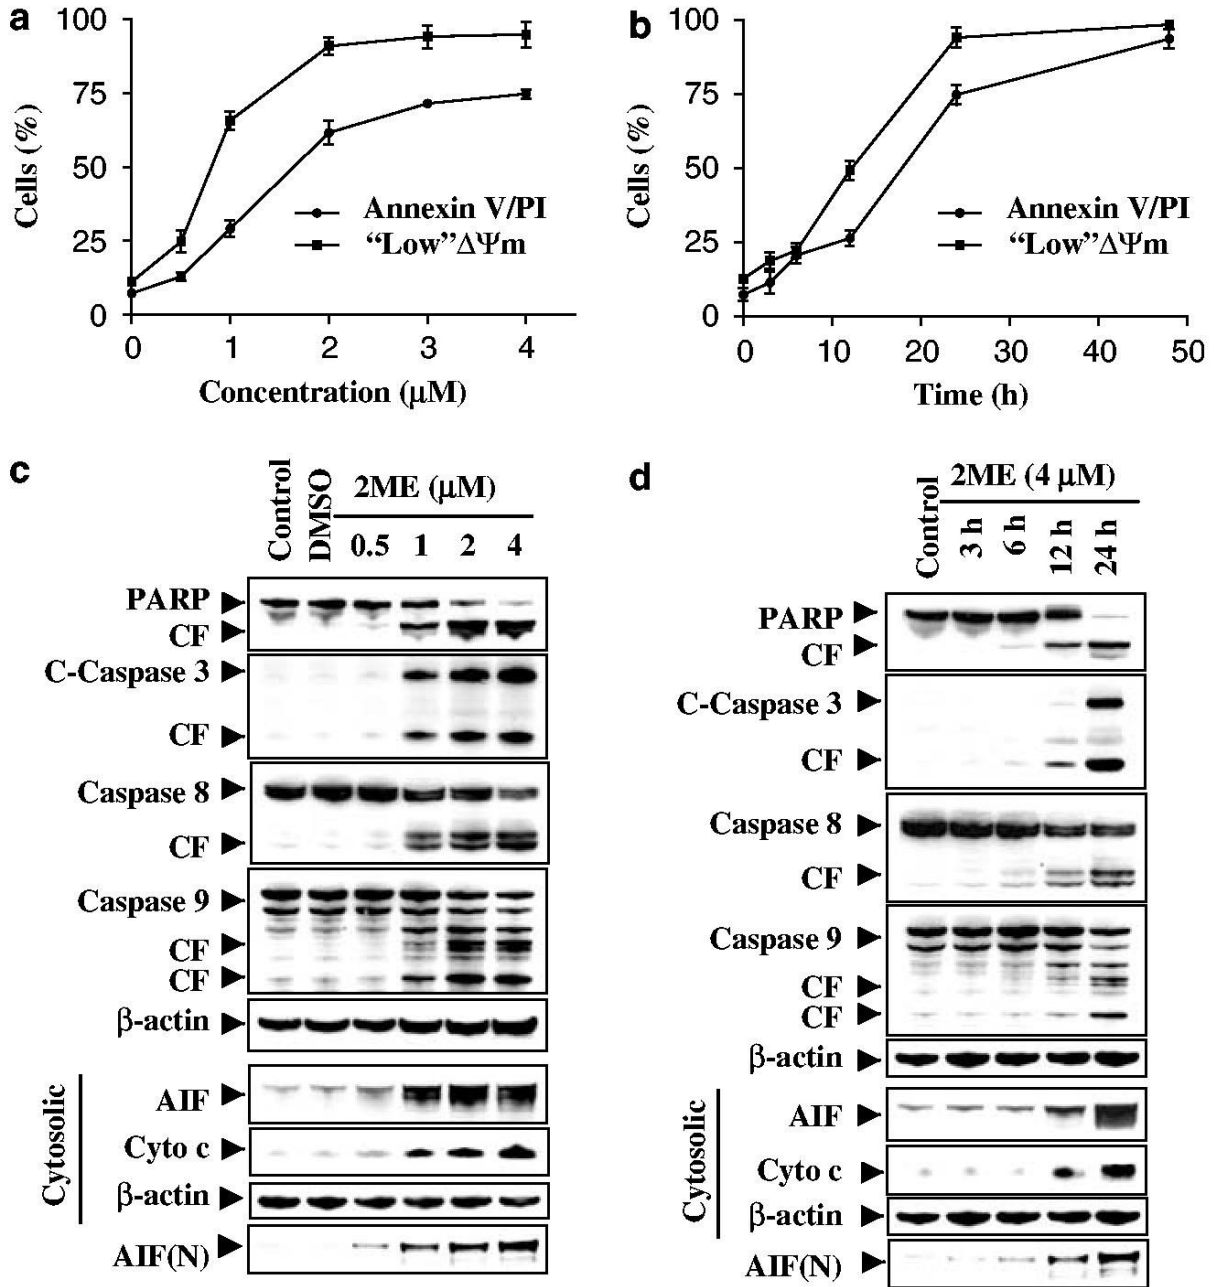 a
100
75
50
25
0
Cells (%)
Annexin V/PI
“Low”ΔΨm
0 1 2 3 4
Concentration (μM)
b
100
75
50
25
0
Cells (%)
Annexin V/PI
“Low”ΔΨm
0 10 20 30 40 50
Time (h)
c
Control
DMSO
2ME (μM)
0.5 1 2 4
PARP
CF
C-Caspase 3
CF
Caspase 8
CF
Caspase 9
CF
CF
β-actin
Cytosolic
AIF
Cyto c
β-actin
AIF(N)
d
Control
2ME (4 μM)
3 h
6 h
12 h
24 h
PARP
CF
C-Caspase 3
CF
Caspase 8
CF
Caspase 9
CF
CF
β-actin
Cytosolic
AIF
Cyto c
β-actin
AIF(N)